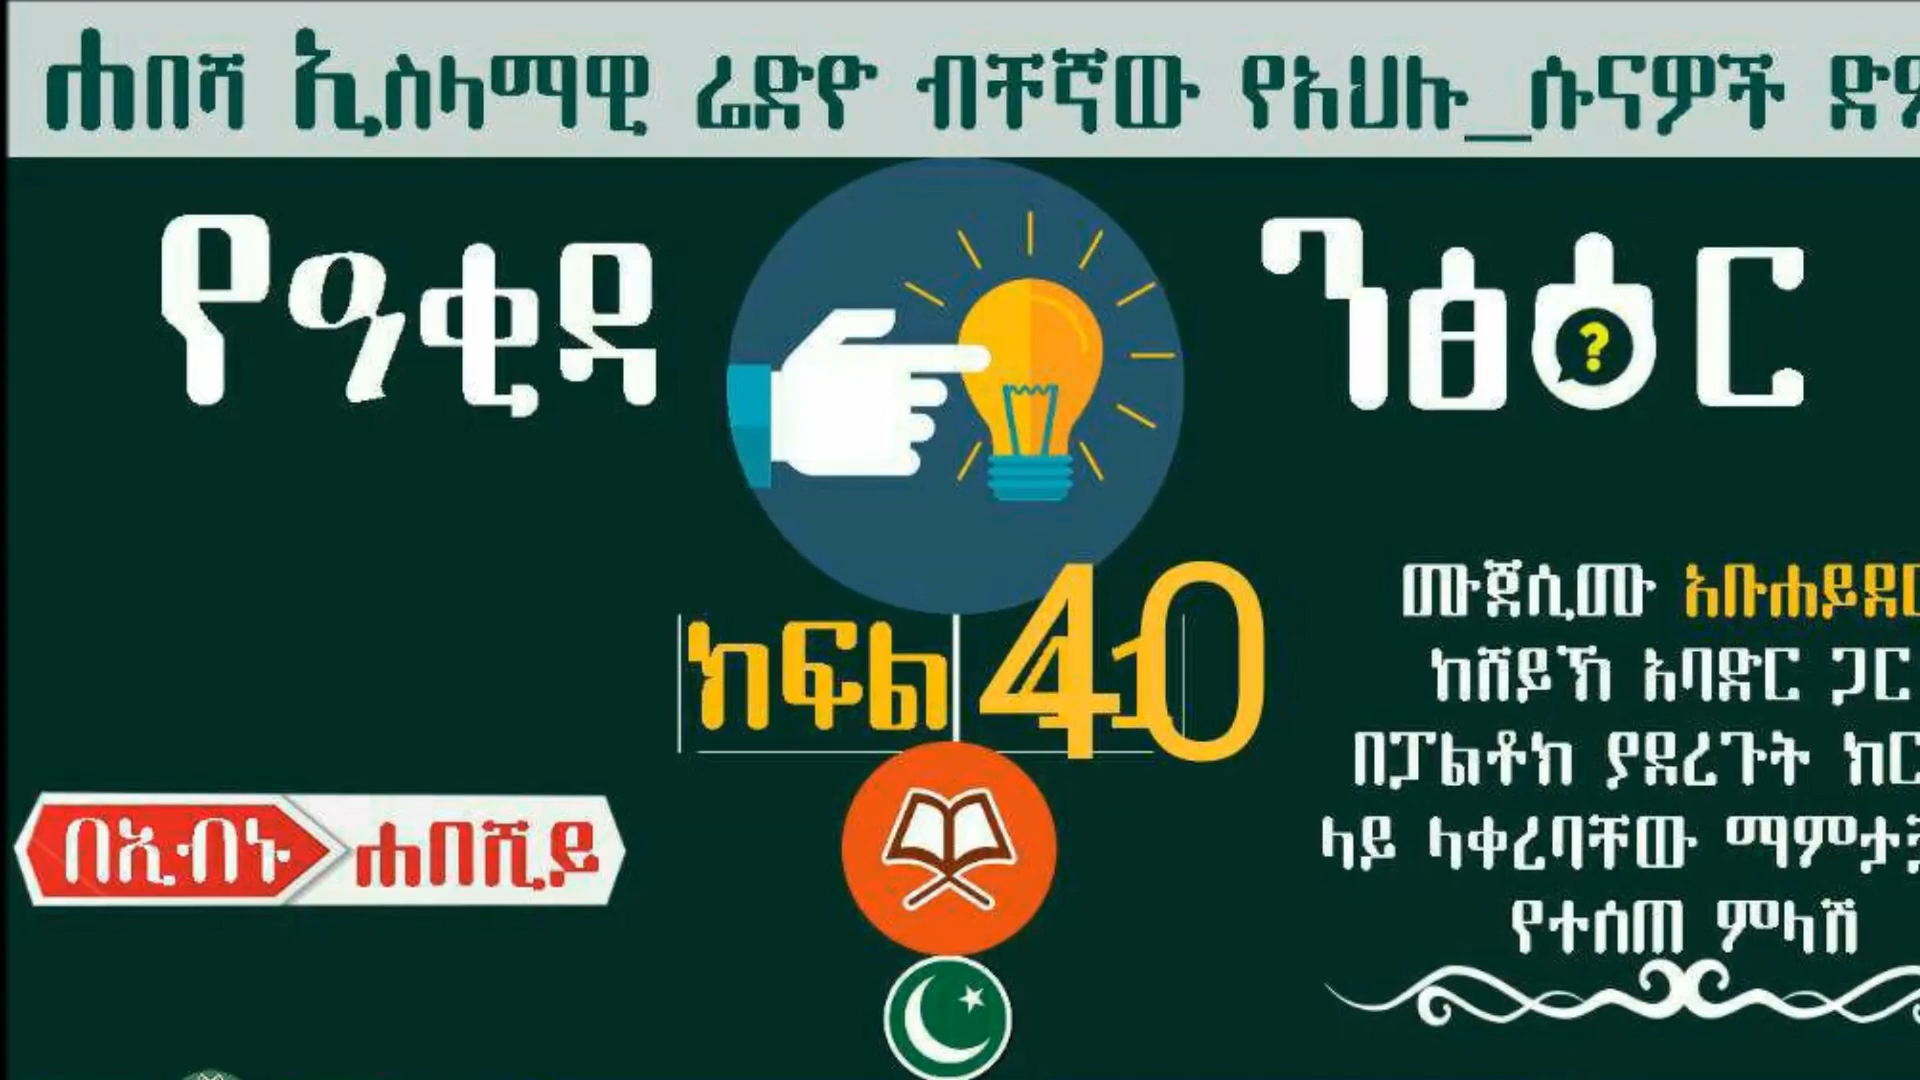 ሐበሻ ኢስላማዊ ሬድዮ ብቸኛው የአህሉ_ሱናዎች
የዓቂዳ ንፅፅር
?
ክፍል 40
ሙጀሲሙ
ከሸይኽ አባድር ጋር
በፓልቶክ ያደረጉት
ላይ ላቀረባቸው
የተሰጠ ምላሽ
በኢብኑ ሐበሺይ